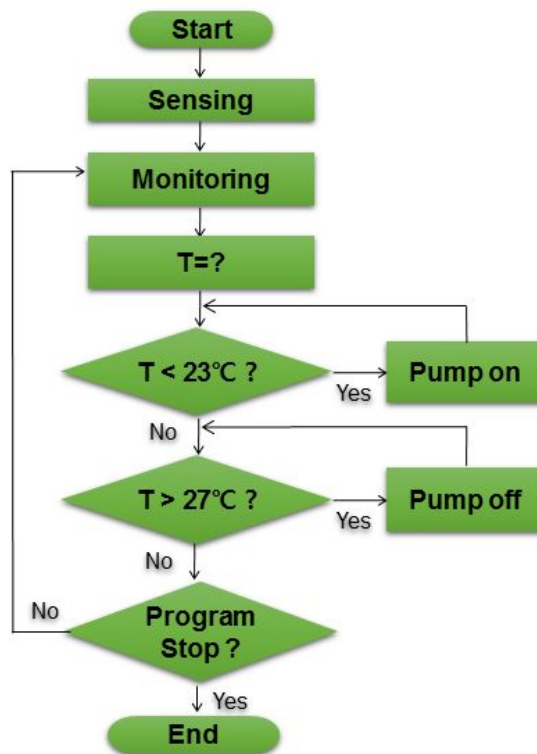 Start
Sensing
Monitoring
T=?
T < 23℃ ?
Yes
Pump on
No
T > 27℃ ?
Yes
Pump off
No
Program
Stop ?
No
Yes
End